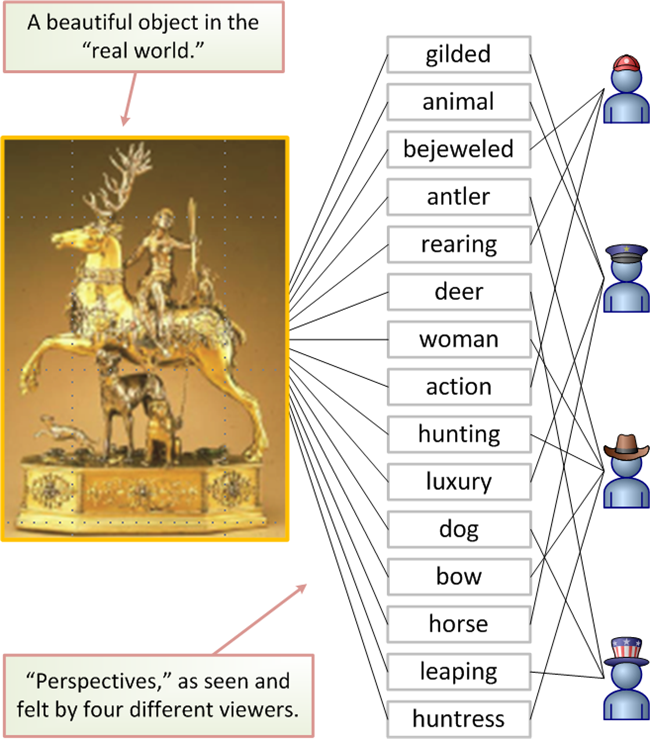 A beautiful object in the
“real world.”
gilded
animal
bejeweled
antler
rearing
deer
woman
action
hunting
luxury
dog
bow
horse
leaping
huntress
“Perspectives,” as seen and
felt by four different viewers.